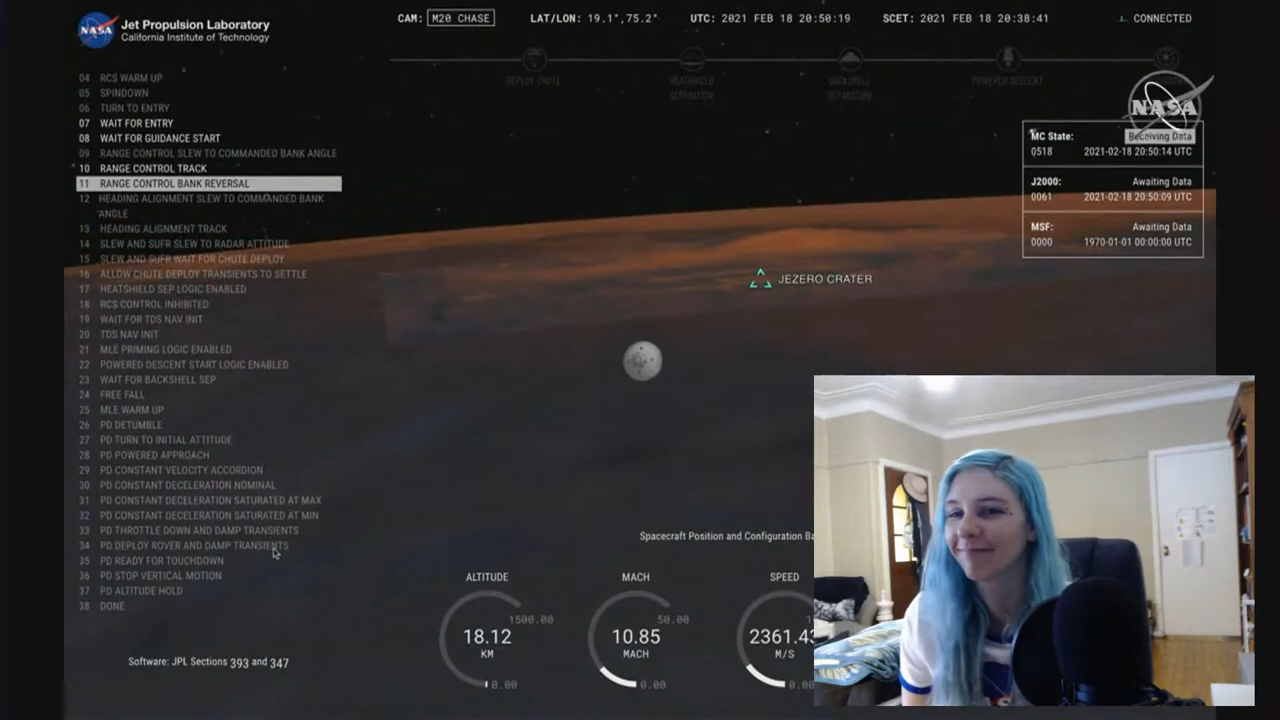 NASA
Jet Propulsion Laboratory
California Institute of Technology
CAM: M20 CHASE
LAT/LON: 19.1°,75.2°
UTC: 2021 FEB 18 20:50:19
SCET: 2021 FEB 18 20:38:41
CONNECTED
DEPLOY CHUTE
HEATSHIELD
SEPARATION
BACKSHELL
SEPARATION
POWERED DESCENT
NASA
MC State: Receiving Data
0518 2021-02-18 20:50:14 UTC
J2000: Awaiting Data
0061 2021-02-18 20:50:09 UTC
MSF: Awaiting Data
0000 1970-01-01 00:00:00 UTC
04 RCS WARM UP
05 SPINDOWN
06 TURN TO ENTRY
07 WAIT FOR ENTRY
08 WAIT FOR GUIDANCE START
09 RANGE CONTROL SLEW TO COMMANDED BANK ANGLE
10 RANGE CONTROL TRACK
11 RANGE CONTROL BANK REVERSAL
12 HEADING ALIGNMENT SLEW TO COMMANDED BANK
ANGLE
13 HEADING ALIGNMENT TRACK
14 SLEW AND SUFR SLEW TO RADAR ATTITUDE
15 SLEW AND SUFR WAIT FOR CHUTE DEPLOY
16 ALLOW CHUTE DEPLOY TRANSIENTS TO SETTLE
17 HEATSHIELD SEP LOGIC ENABLED
18 RCS CONTROL INHIBITED
19 WAIT FOR TDS NAV INIT
20 TDS NAV INIT
21 MLE PRIMING LOGIC ENABLED
22 POWERED DESCENT START LOGIC ENABLED
23 WAIT FOR BACKSHELL SEP
24 FREE FALL
25 MLE WARM UP
26 PD DETUMBLE
27 PD TURN TO INITIAL ATTITUDE
28 PD POWERED APPROACH
29 PD CONSTANT VELOCITY ACCORDION
30 PD CONSTANT DECELERATION NOMINAL
31 PD CONSTANT DECELERATION SATURATED AT MAX
32 PD CONSTANT DECELERATION SATURATED AT MIN
33 PD THROTTLE DOWN AND DAMP TRANSIENTS
34 PD DEPLOY ROVER AND DAMP TRANSIENTS
35 PD READY FOR TOUCHDOWN
36 PD STOP VERTICAL MOTION
37 PD ALTITUDE HOLD
38 DONE
JEZERO CRATER
Spacecraft Position and Configuration Ba
ALTITUDE
1500.00
18.12
KM
0.00
MACH
50.00
10.85
MACH
0.00
SPEED
2361.43
M/S
0.00
Software: JPL Sections 393 and 347